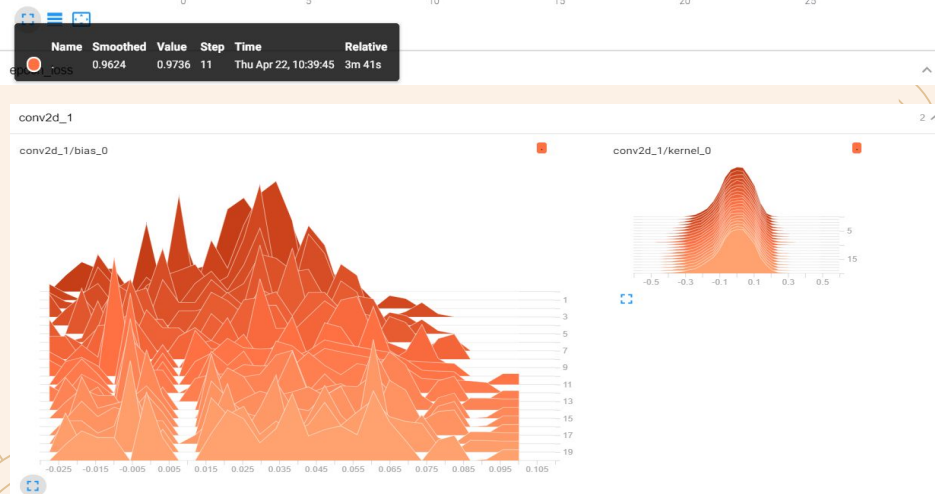 0 5 10 15 20 25
Name Smoothed Value Step Time Relative
. 0.9624 0.9736 11 Thu Apr 22, 10:39:45 3m 41s
conv2d_1
2
conv2d_1/bias_0
conv2d_1/kernel_0
5
15
-0.5 -0.3 -0.1 0.1 0.3 0.5
1
3
5
7
9
11
13
15
17
19
-0.025 -0.015 -0.005 0.005 0.015 0.025 0.035 0.045 0.055 0.065 0.075 0.085 0.095 0.105